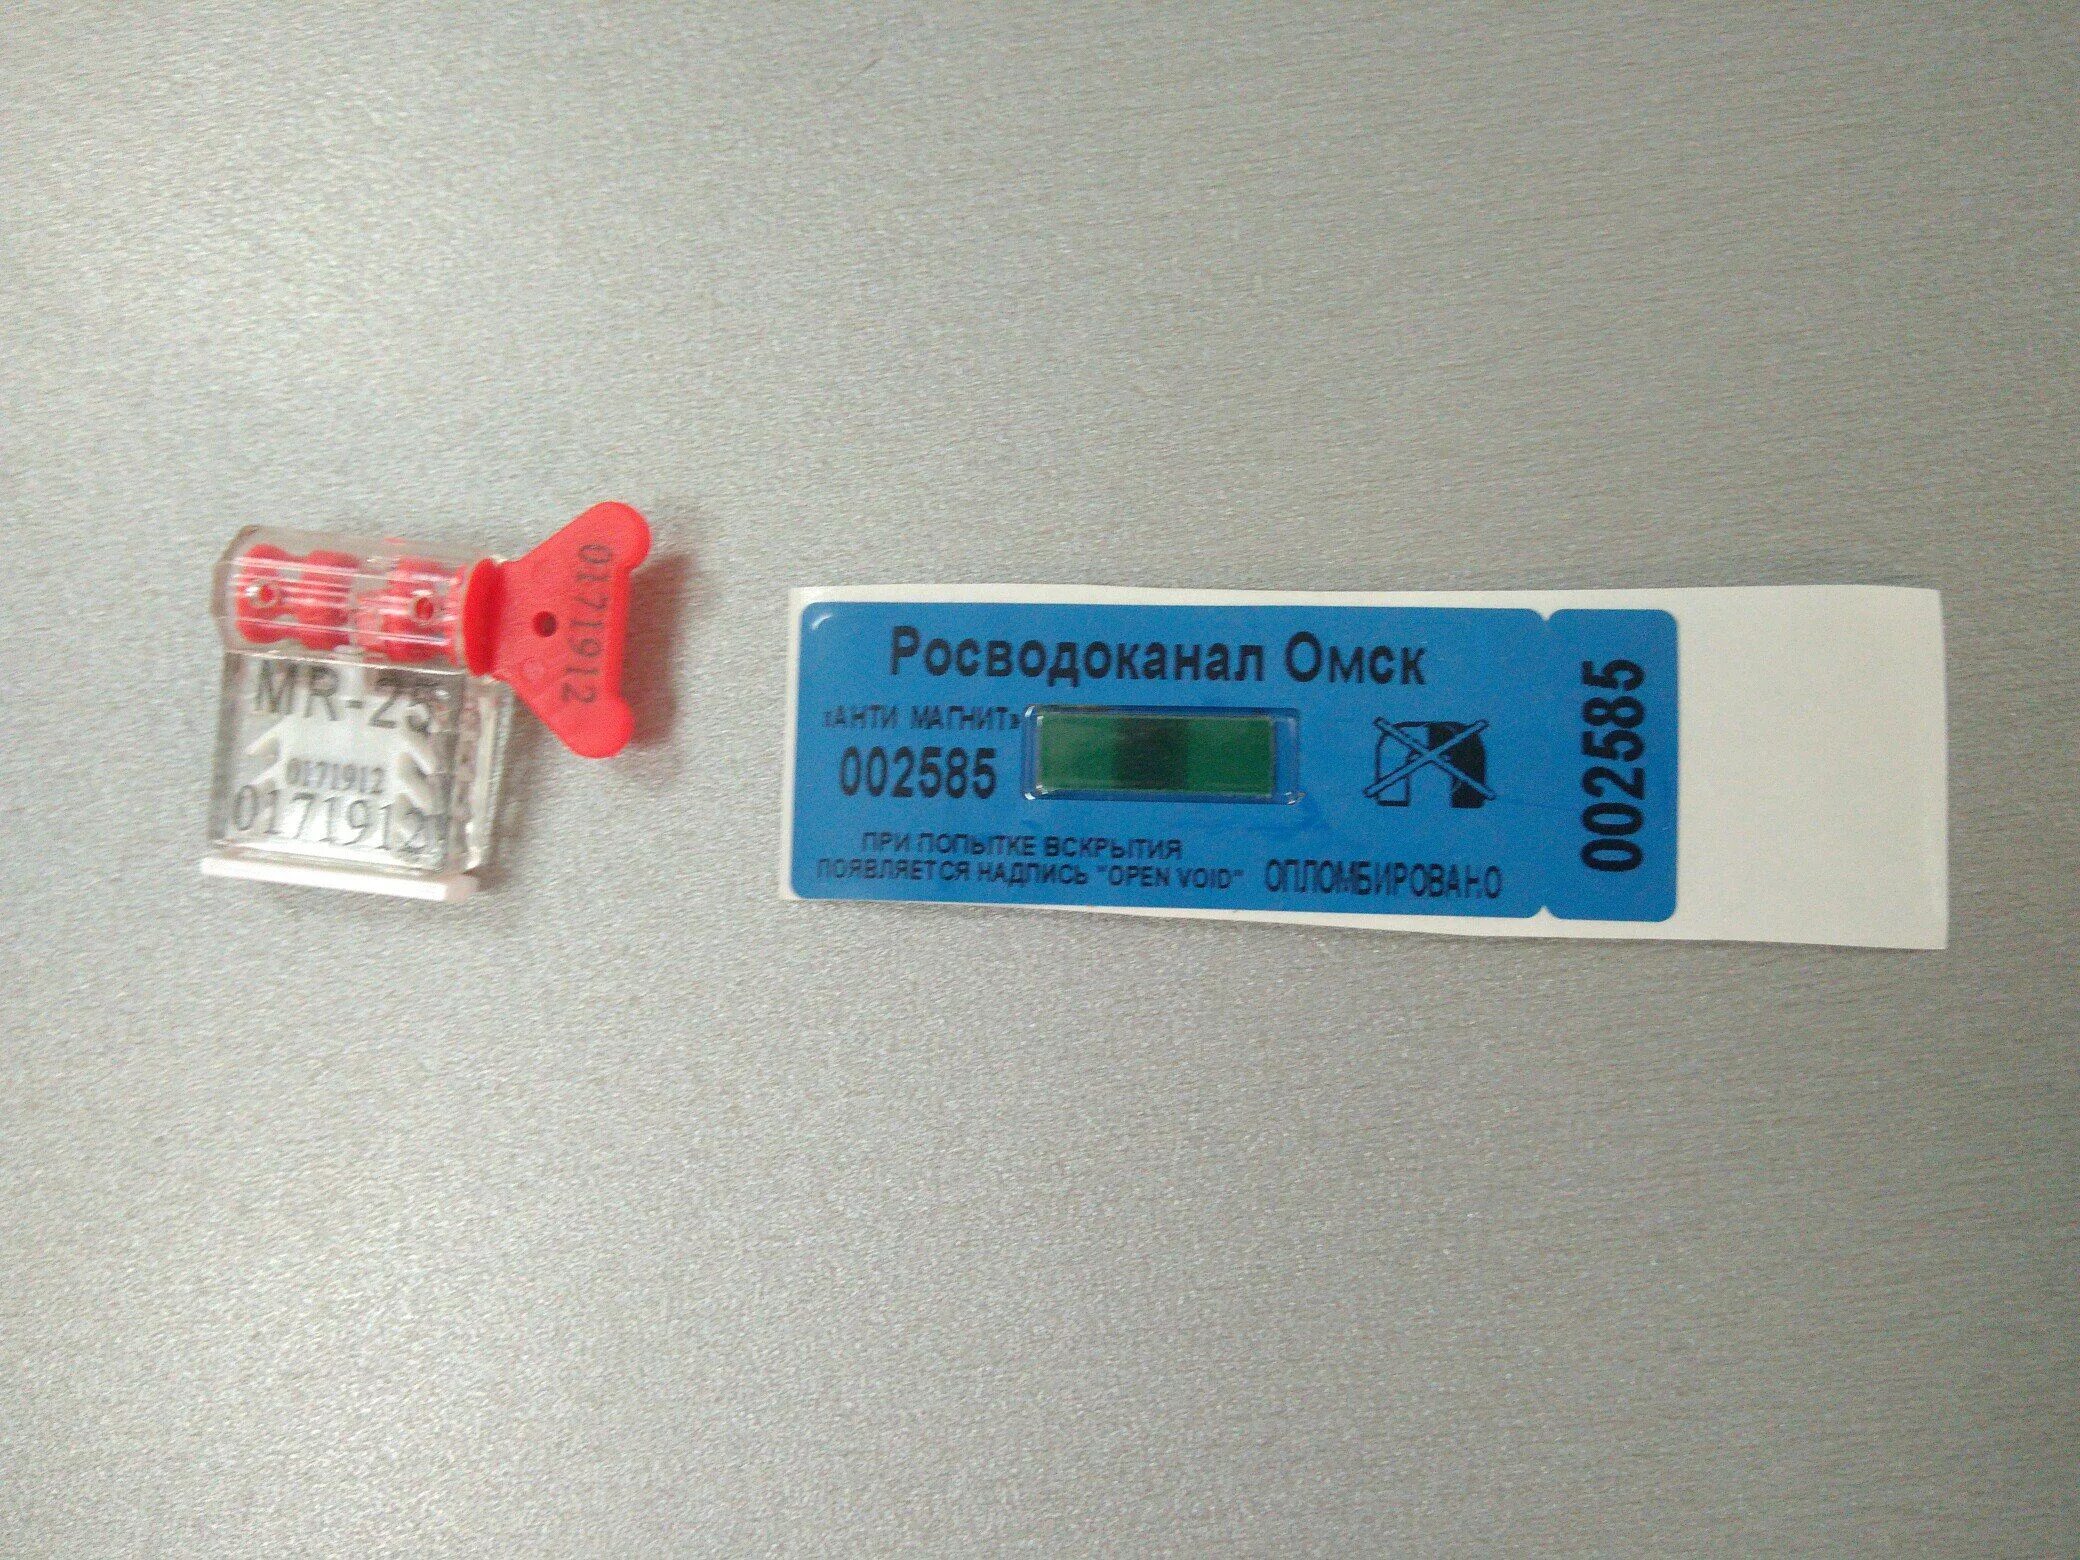 0171912
MR-25
0171912
0171912
Росводоканал Омск
"АНТИ МАГНИТ"
002585
ПРИ ПОПЫТКЕ ВСКРЫТИЯ
ПОЯВЛЯЕТСЯ НАДПИСЬ "OPEN VOID"
ОПЛОМБИРОВАНО
002585